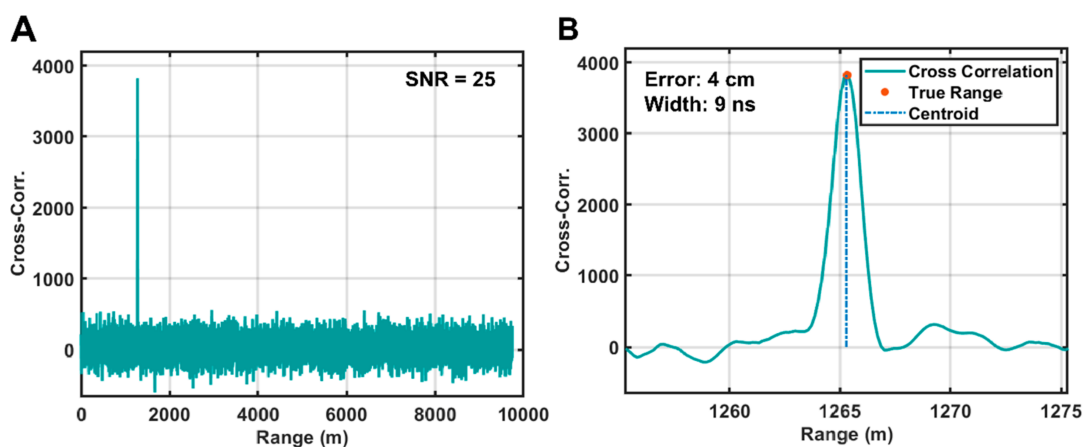 A
4000
3000
2000
1000
0
Cross-Corr.
SNR = 25
0 2000 4000 6000 8000 10000
Range (m)
B
4000
3000
2000
1000
0
Cross-Corr.
Error: 4 cm
Width: 9 ns
Cross Correlation
True Range
Centroid
1260 1265 1270 1275
Range (m)